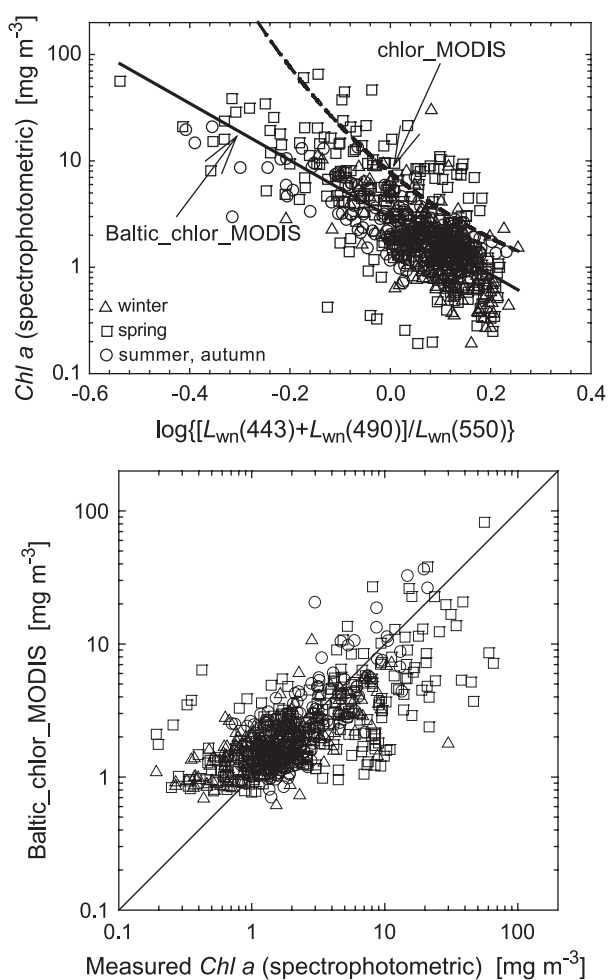 Chl a (spectrophotometric) [mg m-3]
100
10
1
0.1
chlor_MODIS
Baltic_chlor_MODIS
winter
spring
summer, autumn
-0.6 -0.4 -0.2 0.0 0.2 0.4
log{[Lwn(443)+Lwn(490)]/Lwn(550)}
Baltic_chlor_MODIS [mg m-3]
100
10
1
0.1
0.1 1 10 100
Measured Chl a (spectrophotometric) [mg m-3]